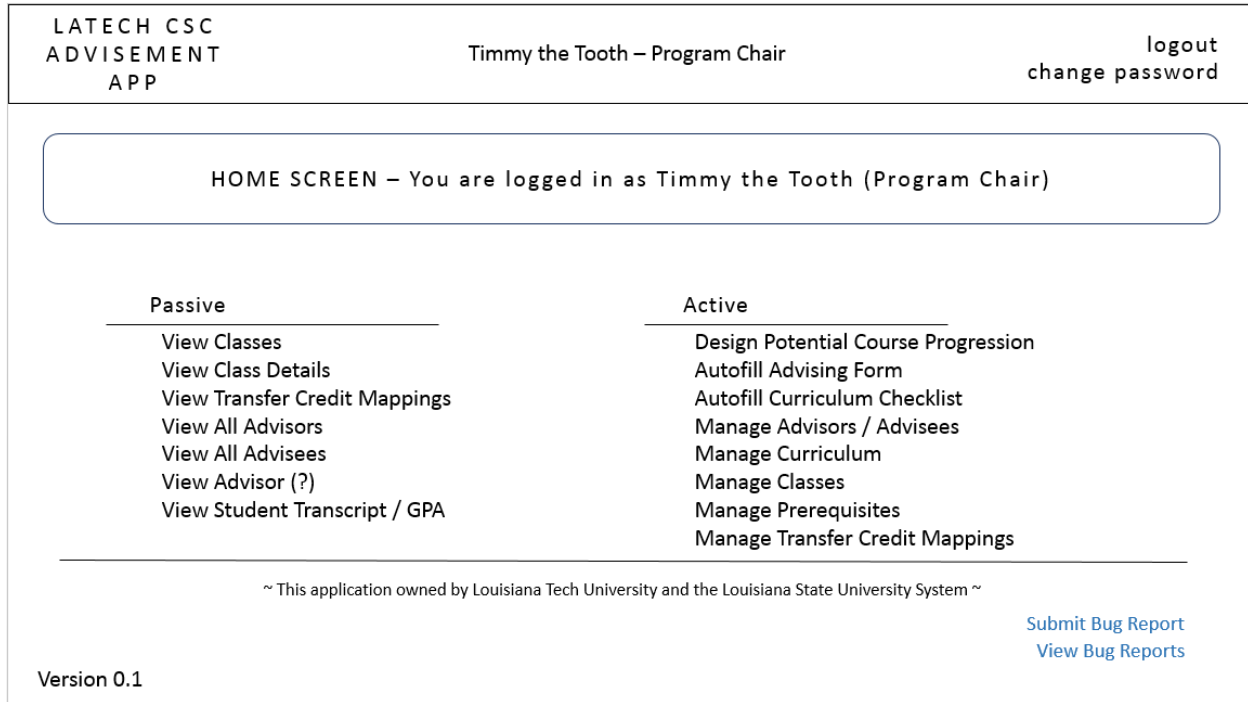 LATECH CSC
ADVISEMENT
APP
Timmy the Tooth – Program Chair
logout
change password
HOME SCREEN – You are logged in as Timmy the Tooth (Program Chair)
Passive
View Classes
View Class Details
View Transfer Credit Mappings
View All Advisors
View All Advisees
View Advisor (?)
View Student Transcript / GPA
Active
Design Potential Course Progression
Autofill Advising Form
Autofill Curriculum Checklist
Manage Advisors / Advisees
Manage Curriculum
Manage Classes
Manage Prerequisites
Manage Transfer Credit Mappings
~ This application owned by Louisiana Tech University and the Louisiana State University System ~
Submit Bug Report
View Bug Reports
Version 0.1